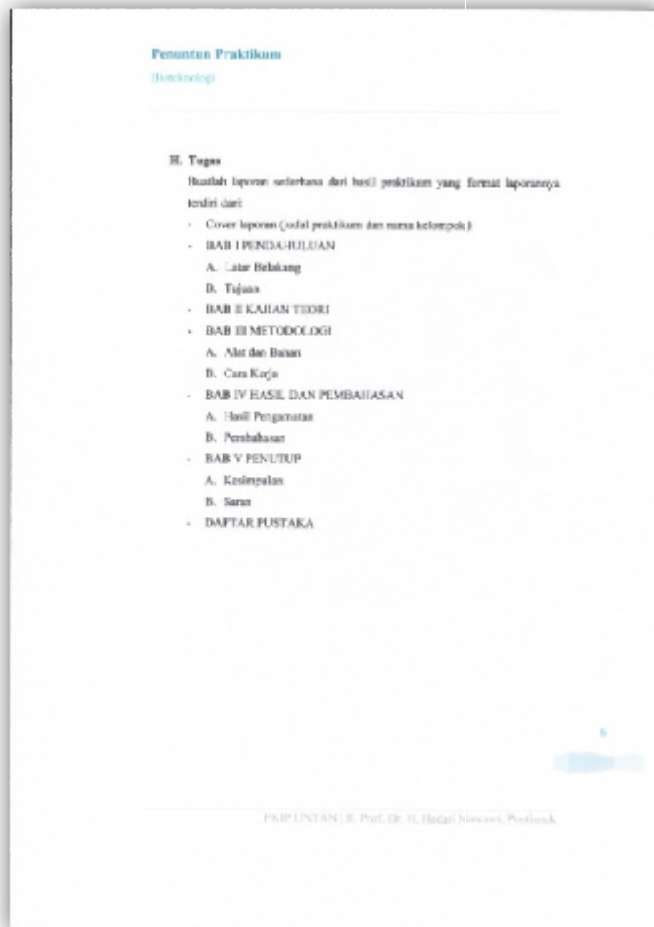 Penuntun Praktikum
Bioteknologi
H. Tugas
Buatlah laporan sederhana dari hasil praktikum yang format laporannya
terdiri dari:
- Cover laporan (judul praktikum dan nama kelompok)
- BAB I PENDAHULUAN
A. Latar Belakang
B. Tujuan
- BAB II KAJIAN TEORI
- BAB III METODOLOGI
A. Alat dan Bahan
B. Cara Kerja
- BAB IV HASIL DAN PEMBAHASAN
A. Hasil Pengamatan
B. Pembahasan
- BAB V PENUTUP
A. Kesimpulan
B. Saran
- DAFTAR PUSTAKA
FKIP UNTAN | Jl. Prof. Dr. H. Hadari Nawawi, Pontianak